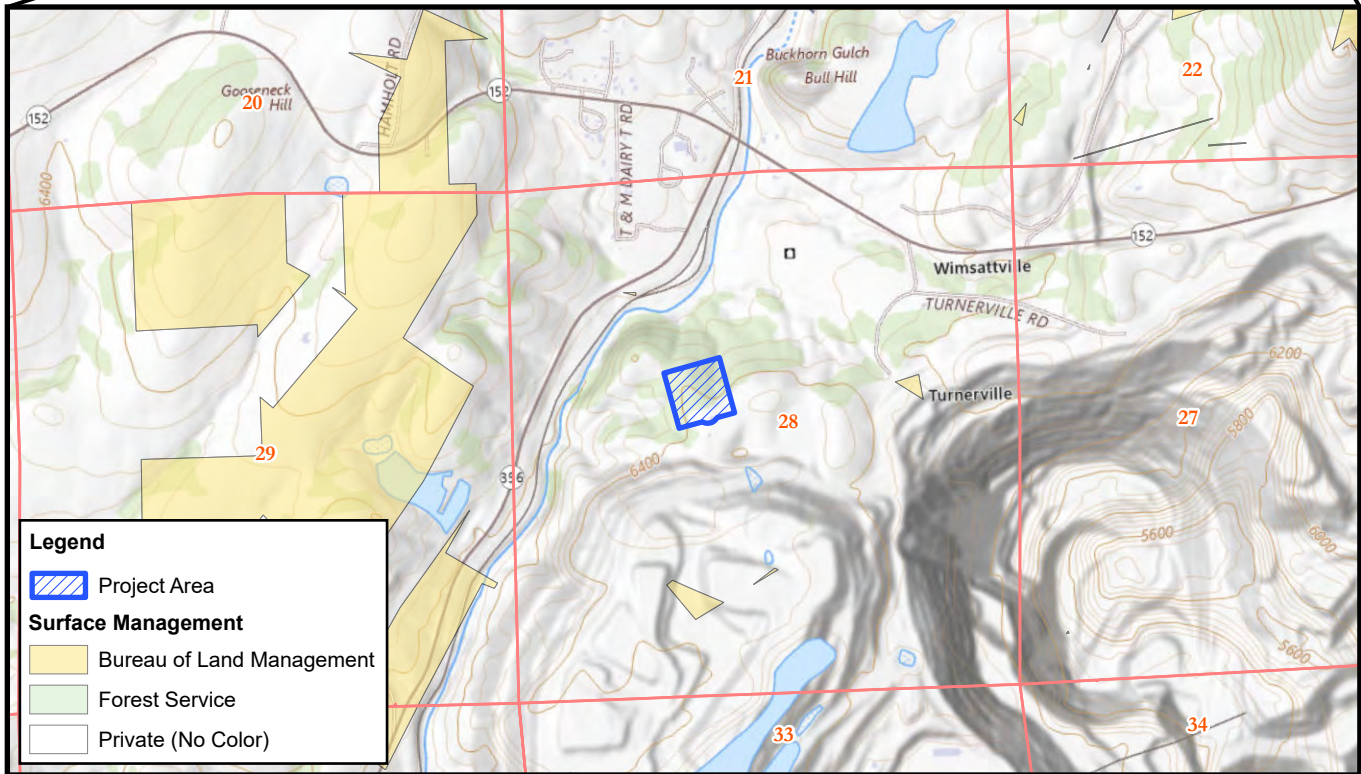 Buckhorn Gulch
Bull Hill
21
22
20
Gooseneck
Hill
HAMHOLT RD
152
152
6400
T & M DAIRY T RD
152
Wimsattville
TURNERVILLE RD
6200
Turnerville
28
27
5800
29
6400
356
5600
6000
5600
33
34
Legend
Project Area
Surface Management
Bureau of Land Management
Forest Service
Private (No Color)